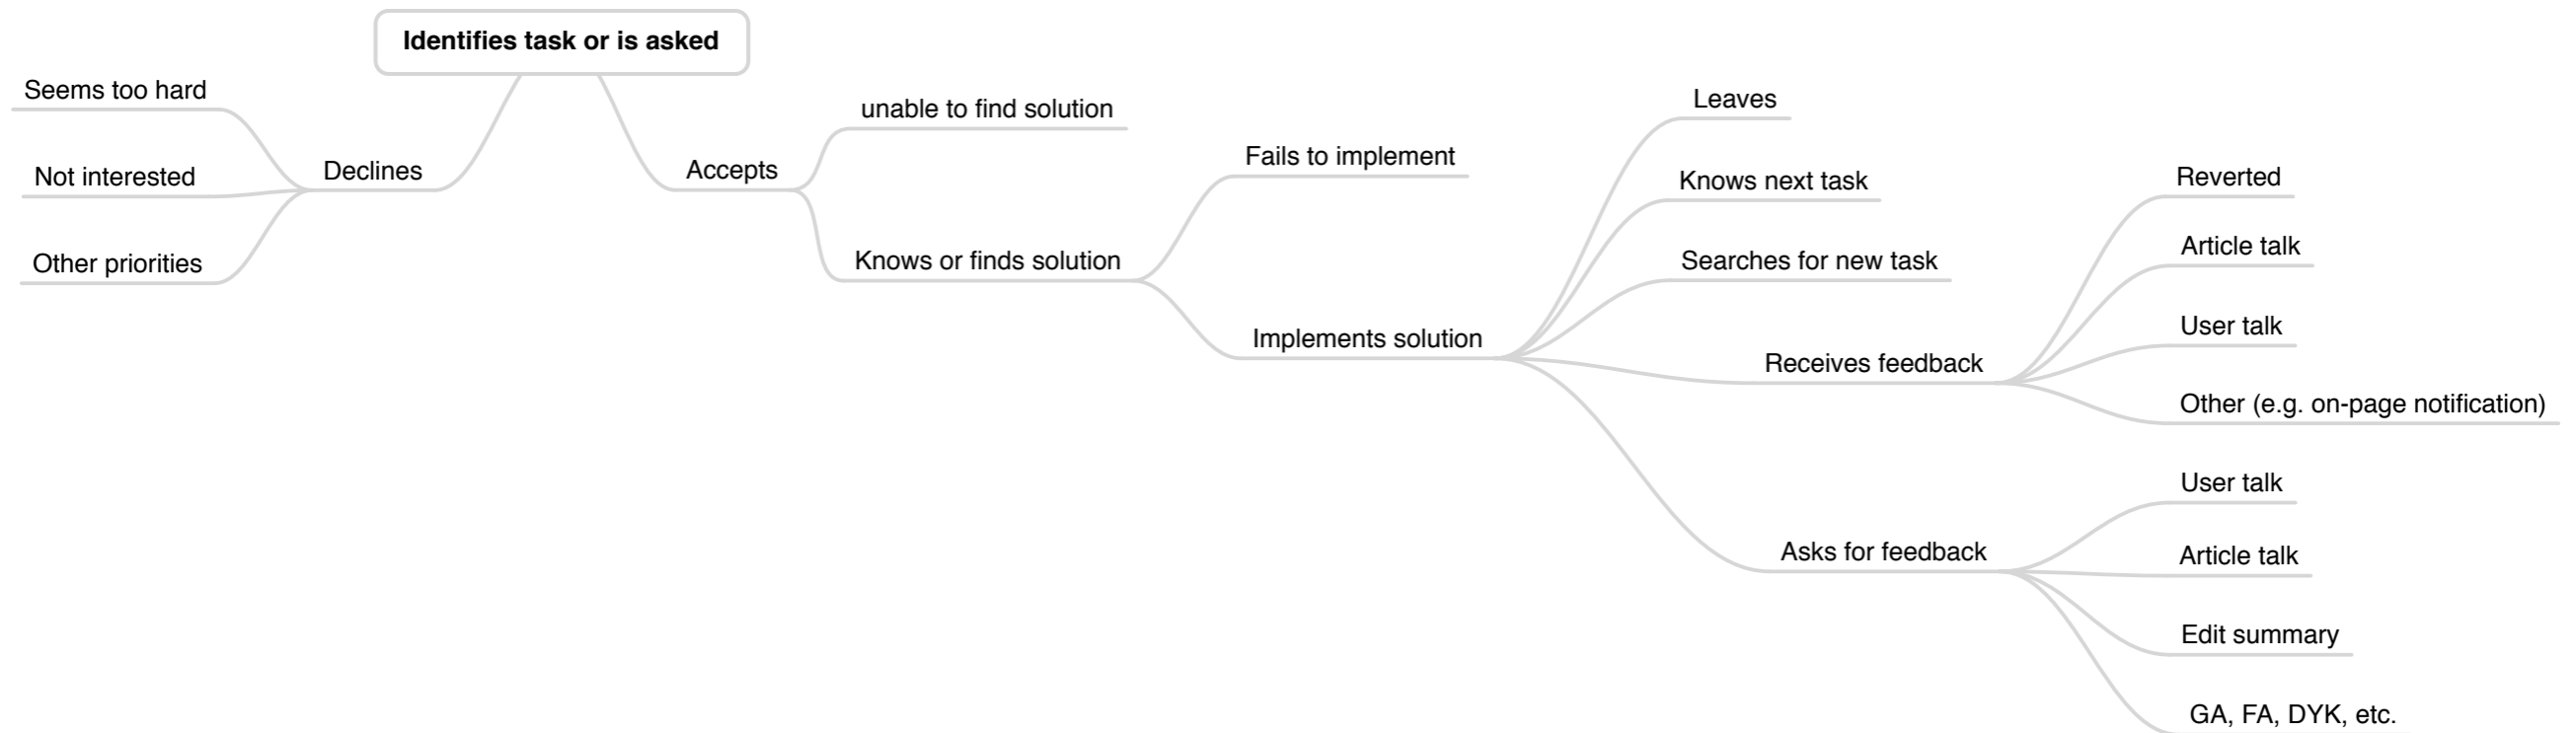 Identifies task or is asked
Seems too hard
Not interested
Other priorities
Declines
Accepts
unable to find solution
Knows or finds solution
Fails to implement
Implements solution
Leaves
Knows next task
Searches for new task
Receives feedback
Reverted
Article talk
User talk
Other (e.g. on-page notification)
Asks for feedback
User talk
Article talk
Edit summary
GA, FA, DYK, etc.